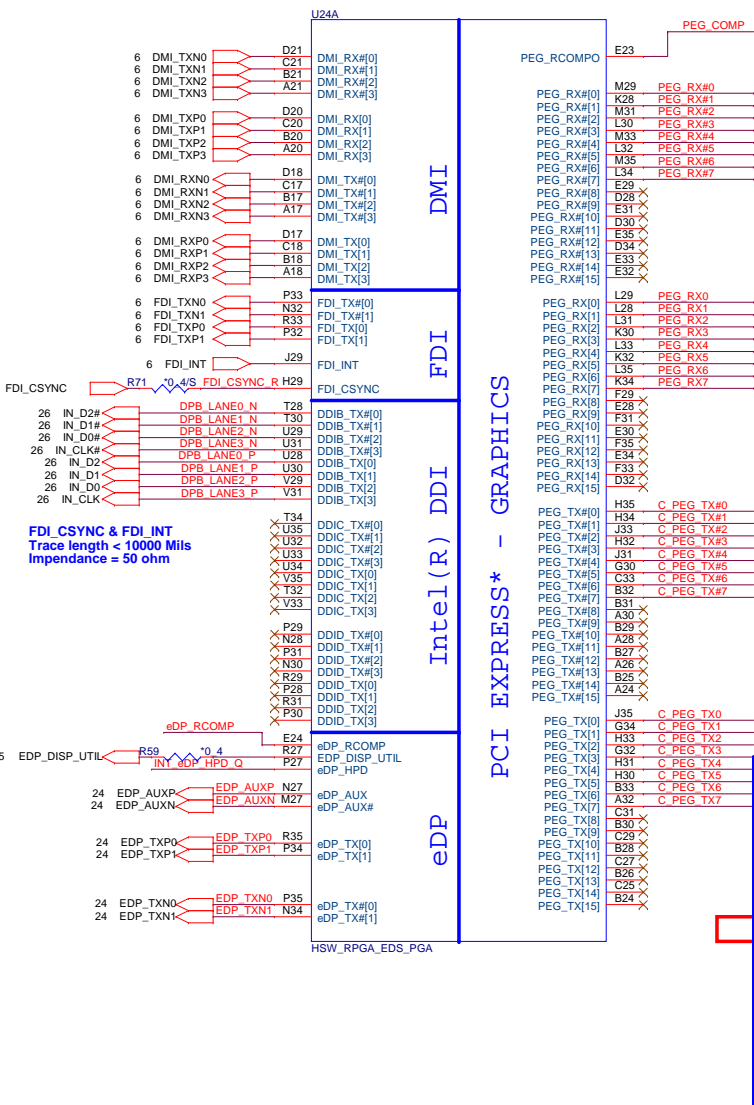 U24A
PEG_COMP
6 DMI_TXN0 D21 DMI_RX#[0]
6 DMI_TXN1 C21 DMI_RX#[1]
6 DMI_TXN2 B21 DMI_RX#[2]
6 DMI_TXN3 A21 DMI_RX#[3]
6 DMI_TXP0 D20 DMI_RX[0]
6 DMI_TXP1 C20 DMI_RX[1]
6 DMI_TXP2 B20 DMI_RX[2]
6 DMI_TXP3 A20 DMI_RX[3]
6 DMI_RXN0 D18 DMI_TX#[0]
6 DMI_RXN1 C17 DMI_TX#[1]
6 DMI_RXN2 B17 DMI_TX#[2]
6 DMI_RXN3 A17 DMI_TX#[3]
6 DMI_RXP0 D17 DMI_TX[0]
6 DMI_RXP1 C18 DMI_TX[1]
6 DMI_RXP2 B18 DMI_TX[2]
6 DMI_RXP3 A18 DMI_TX[3]
DMI
6 FDI_TXN0 P33 FDI_TX#[0]
6 FDI_TXN1 N32 FDI_TX#[1]
6 FDI_TXP0 R33 FDI_TX[0]
6 FDI_TXP1 P32 FDI_TX[1]
6 FDI_INT J29 FDI_INT
FDI_CSYNC R71 *0_4/S FDI_CSYNC_R H29 FDI_CSYNC
FDI
26 IN_D2# DPB_LANE0_N T28 DDIB_TX#[0]
26 IN_D1# DPB_LANE1_N T30 DDIB_TX#[1]
26 IN_D0# DPB_LANE2_N U29 DDIB_TX#[2]
26 IN_CLK# DPB_LANE3_N U31 DDIB_TX#[3]
26 IN_D2 DPB_LANE0_P U28 DDIB_TX[0]
26 IN_D1 DPB_LANE1_P U30 DDIB_TX[1]
26 IN_D0 DPB_LANE2_P V29 DDIB_TX[2]
26 IN_CLK DPB_LANE3_P V31 DDIB_TX[3]
FDI_CSYNC & FDI_INT
Trace length < 10000 Mils
Impendance = 50 ohm
T34 DDIC_TX#[0]
U35 DDIC_TX#[1]
U32 DDIC_TX#[2]
U33 DDIC_TX#[3]
U34 DDIC_TX[0]
V35 DDIC_TX[1]
T32 DDIC_TX[2]
V33 DDIC_TX[3]
P29 DDID_TX#[0]
N28 DDID_TX#[1]
P31 DDID_TX#[2]
N30 DDID_TX#[3]
R29 DDID_TX[0]
P28 DDID_TX[1]
R31 DDID_TX[2]
P30 DDID_TX[3]
Intel(R) DDI
eDP_RCOMP E24 eDP_RCOMP
5 EDP_DISP_UTIL R59 *0_4 R27 EDP_DISP_UTIL
IN1_eDP_HPD_Q P27 eDP_HPD
24 EDP_AUXP EDP_AUXP N27 eDP_AUX
24 EDP_AUXN EDP_AUXN M27 eDP_AUX#
24 EDP_TXP0 EDP_TXP0 R35 eDP_TX[0]
24 EDP_TXP1 EDP_TXP1 P34 eDP_TX[1]
24 EDP_TXN0 EDP_TXN0 P35 eDP_TX#[0]
24 EDP_TXN1 EDP_TXN1 N34 eDP_TX#[1]
eDP
HSW_RPGA_EDS_PGA
PCI EXPRESS* - GRAPHICS
PEG_RCOMPO E23
PEG_RX#[0] M29 PEG_RX#0
PEG_RX#[1] K28 PEG_RX#1
PEG_RX#[2] M31 PEG_RX#2
PEG_RX#[3] L30 PEG_RX#3
PEG_RX#[4] M33 PEG_RX#4
PEG_RX#[5] L32 PEG_RX#5
PEG_RX#[6] M35 PEG_RX#6
PEG_RX#[7] L34 PEG_RX#7
PEG_RX#[8] E29
PEG_RX#[9] D28
PEG_RX#[10] E31
PEG_RX#[11] D30
PEG_RX#[12] E35
PEG_RX#[13] D34
PEG_RX#[14] E33
PEG_RX#[15] E32
PEG_RX[0] L29 PEG_RX0
PEG_RX[1] L28 PEG_RX1
PEG_RX[2] L31 PEG_RX2
PEG_RX[3] K30 PEG_RX3
PEG_RX[4] L33 PEG_RX4
PEG_RX[5] K32 PEG_RX5
PEG_RX[6] L35 PEG_RX6
PEG_RX[7] K34 PEG_RX7
PEG_RX[8] F29
PEG_RX[9] E28
PEG_RX[10] F31
PEG_RX[11] E30
PEG_RX[12] F35
PEG_RX[13] E34
PEG_RX[14] F33
PEG_RX[15] D32
PEG_TX#[0] H35 C_PEG_TX#0
PEG_TX#[1] H34 C_PEG_TX#1
PEG_TX#[2] J33 C_PEG_TX#2
PEG_TX#[3] H32 C_PEG_TX#3
PEG_TX#[4] J31 C_PEG_TX#4
PEG_TX#[5] G30 C_PEG_TX#5
PEG_TX#[6] C33 C_PEG_TX#6
PEG_TX#[7] B32 C_PEG_TX#7
PEG_TX#[8] B31
PEG_TX#[9] A30
PEG_TX#[10] B29
PEG_TX#[11] A28
PEG_TX#[12] B27
PEG_TX#[13] A26
PEG_TX#[14] B25
PEG_TX#[15] A24
PEG_TX[0] J35 C_PEG_TX0
PEG_TX[1] G34 C_PEG_TX1
PEG_TX[2] H33 C_PEG_TX2
PEG_TX[3] G32 C_PEG_TX3
PEG_TX[4] H31 C_PEG_TX4
PEG_TX[5] H30 C_PEG_TX5
PEG_TX[6] B33 C_PEG_TX6
PEG_TX[7] A32 C_PEG_TX7
PEG_TX[8] C31
PEG_TX[9] B30
PEG_TX[10] C29
PEG_TX[11] B28
PEG_TX[12] C27
PEG_TX[13] B26
PEG_TX[14] C25
PEG_TX[15] B24